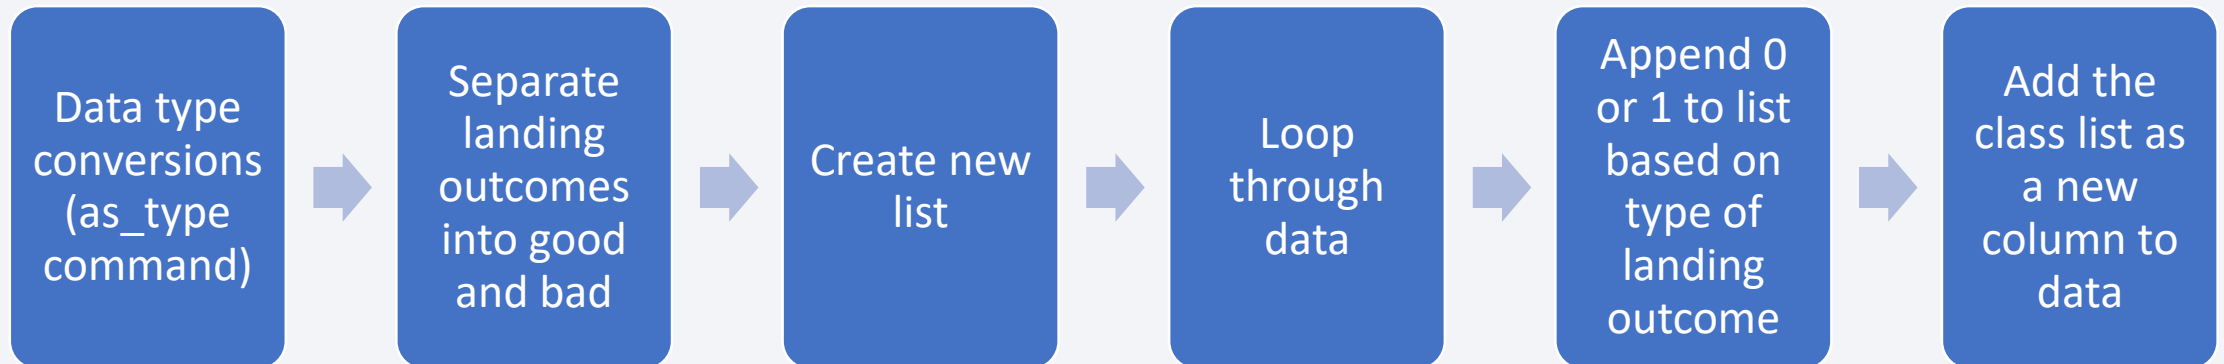 Data type
conversions
(as_type
command)
Separate
landing
outcomes
into good
and bad
Create new
list
Loop
through
data
Append 0
or 1 to list
based on
type of
landing
outcome
Add the
class list as
a new
column to
data